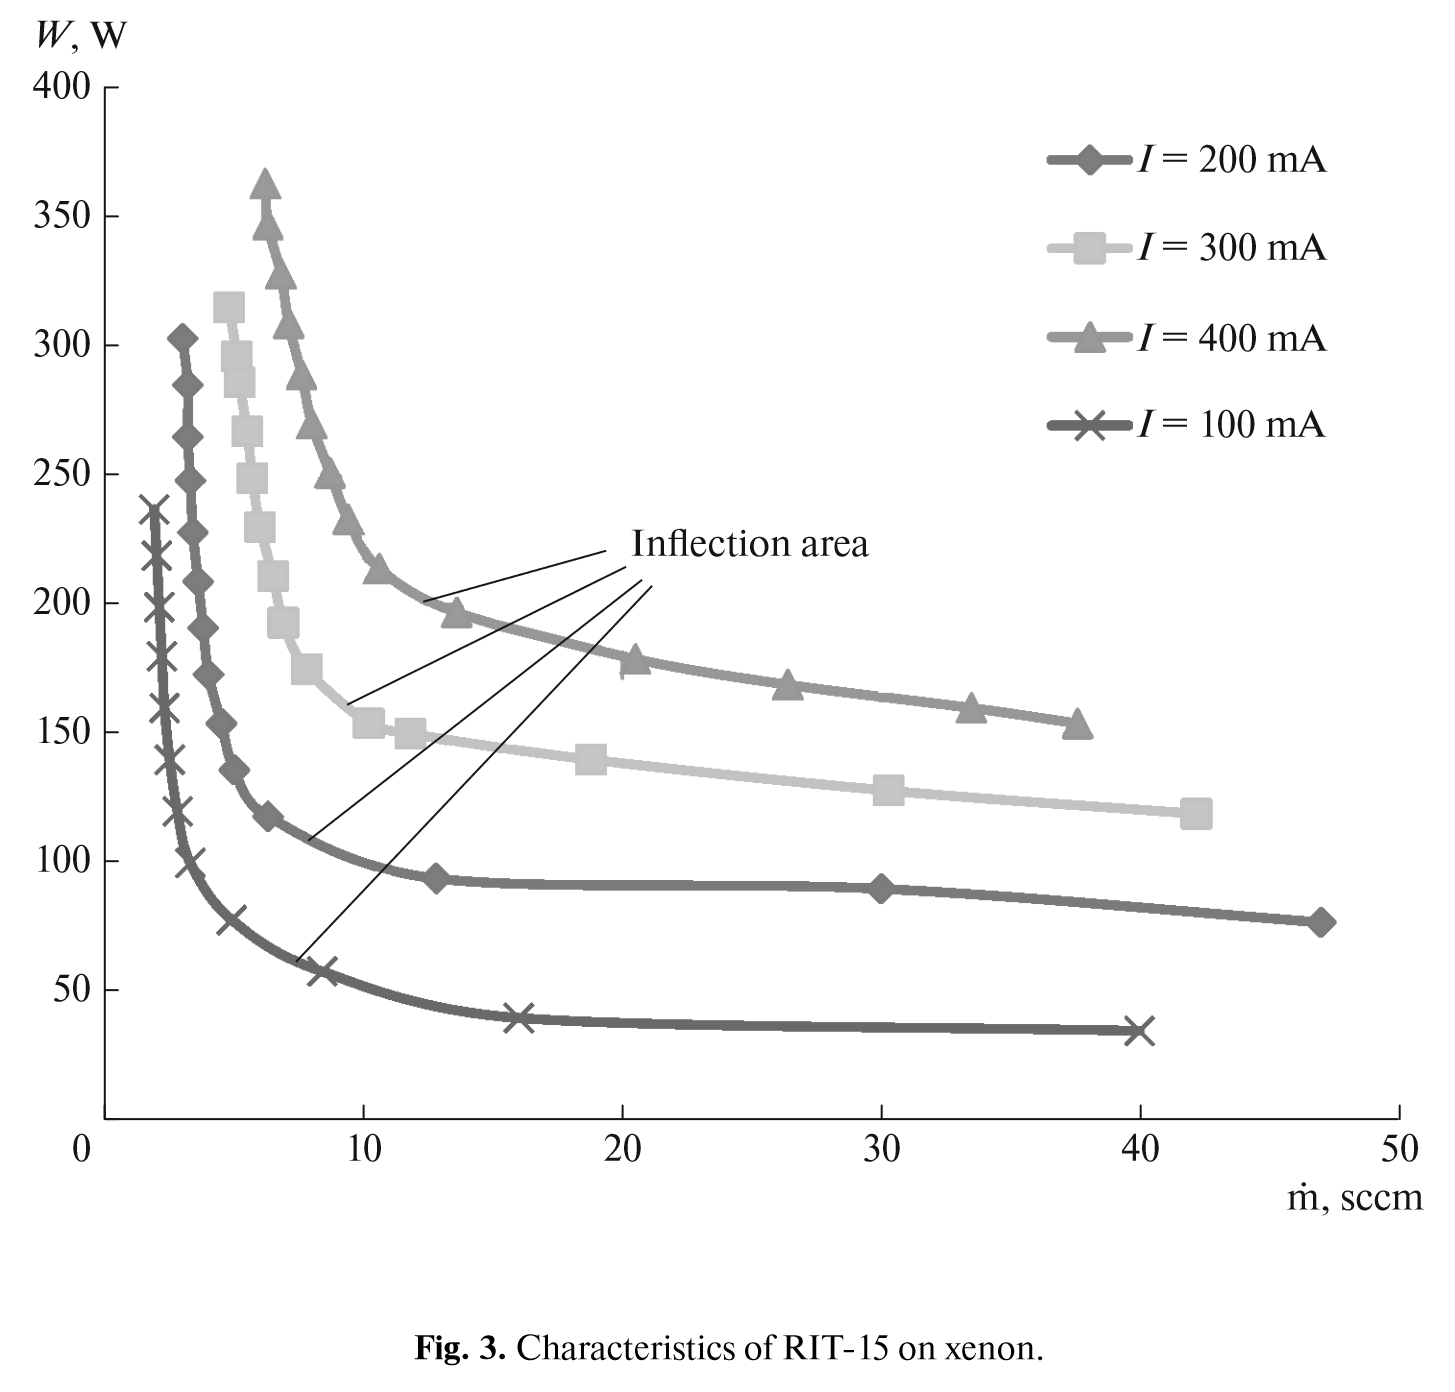 W, W
400
350
300
250
200
150
100
50
0
10
20
30
40
50
ṁ, sccm
I = 200 mA
I = 300 mA
I = 400 mA
I = 100 mA
Inflection area
Fig. 3. Characteristics of RIT-15 on xenon.